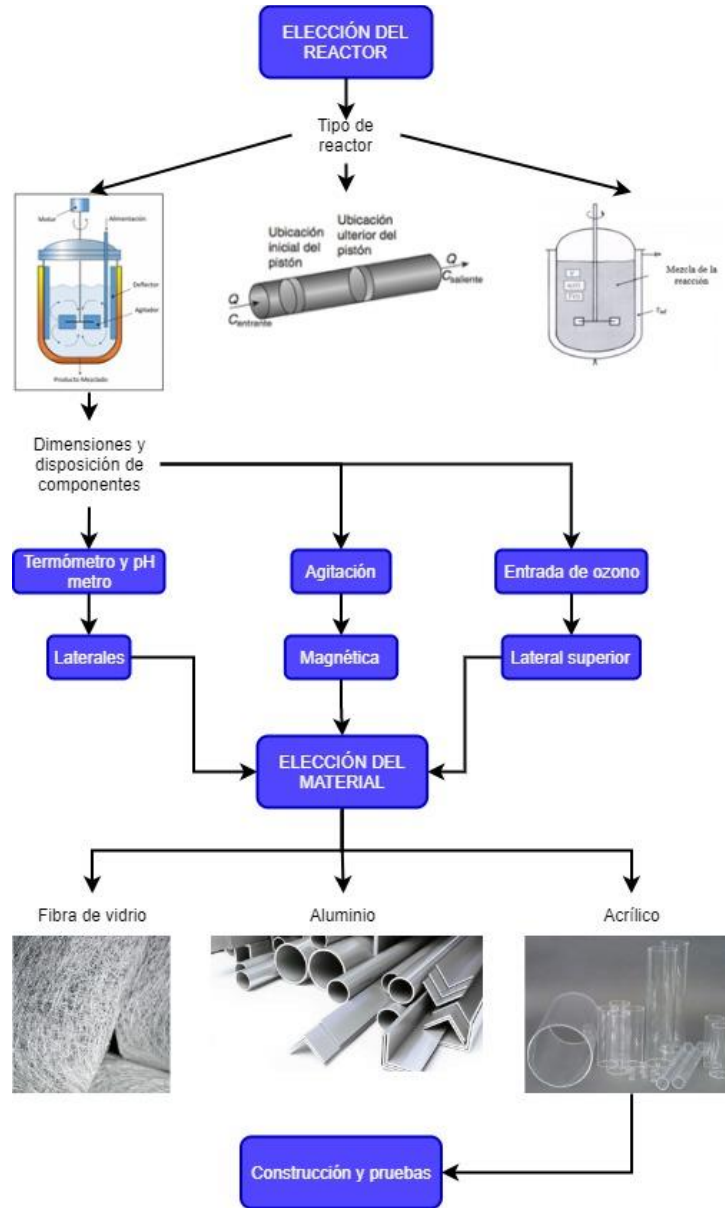 ELECCIÓN DEL
REACTOR
Tipo de
reactor
Motor
Alimentación
Deflector
Agitador
Producto Mezclado
Ubicación
inicial del
pistón
Ubicación
ulterior del
pistón
Q
C entrante
Q
C saliente
Mezcla de la
reacción
Dimensiones y
disposición de
componentes
Termómetro y pH
metro
Agitación
Entrada de ozono
Laterales
Magnética
Lateral superior
ELECCIÓN DEL
MATERIAL
Fibra de vidrio
Aluminio
Acrílico
Construcción y pruebas